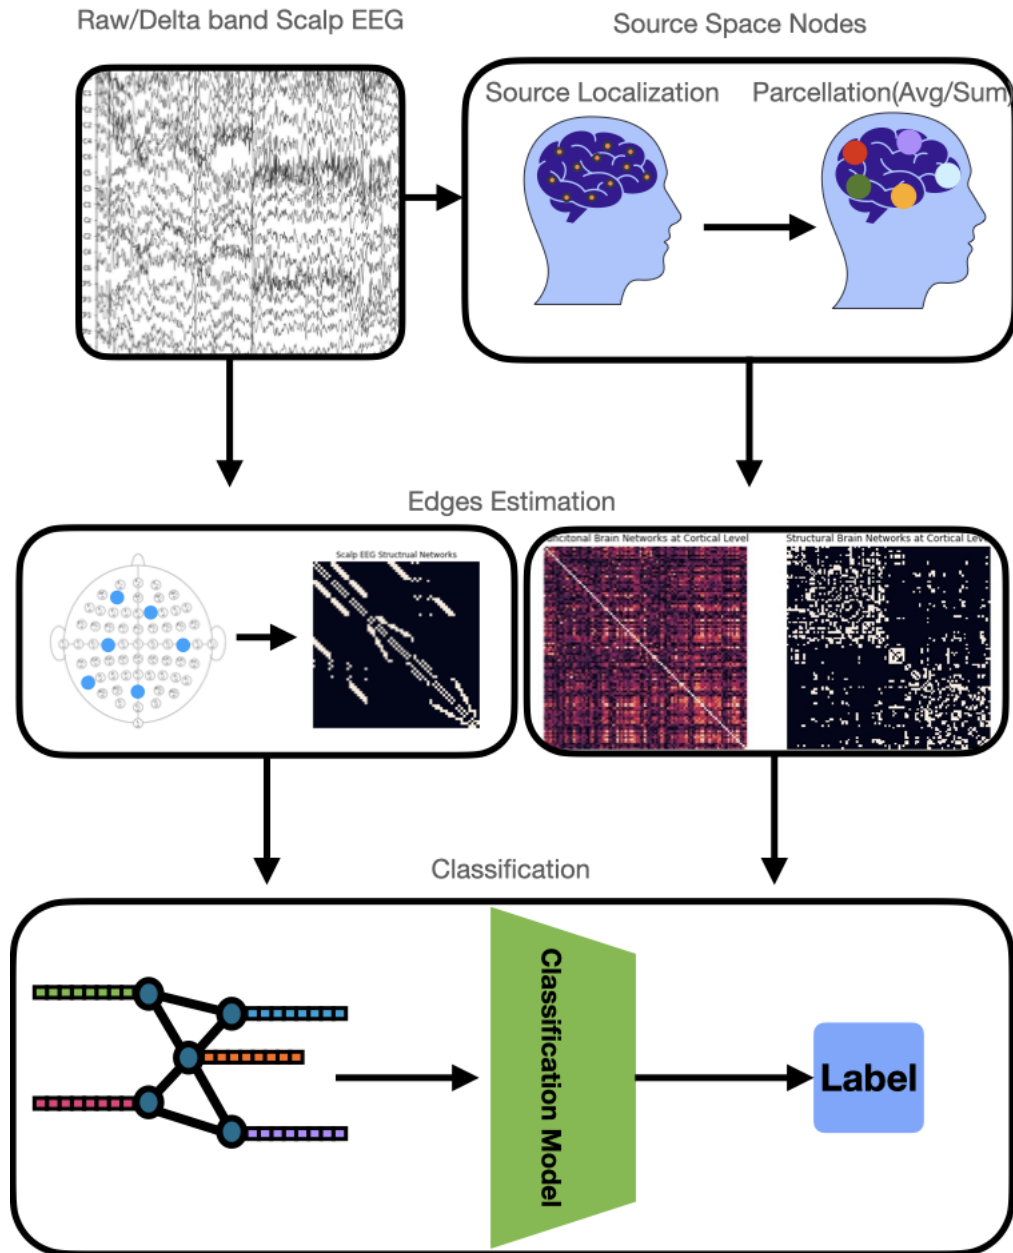 Raw/Delta band Scalp EEG
Source Space Nodes
Source Localization
Parcellation(Avg/Sum)
Edges Estimation
Scalp EEG Structrual Networks
uncitonal Brain Networks at Cortical Level
Structural Brain Networks at Cortical Lev
Classification
Classification Model
Label